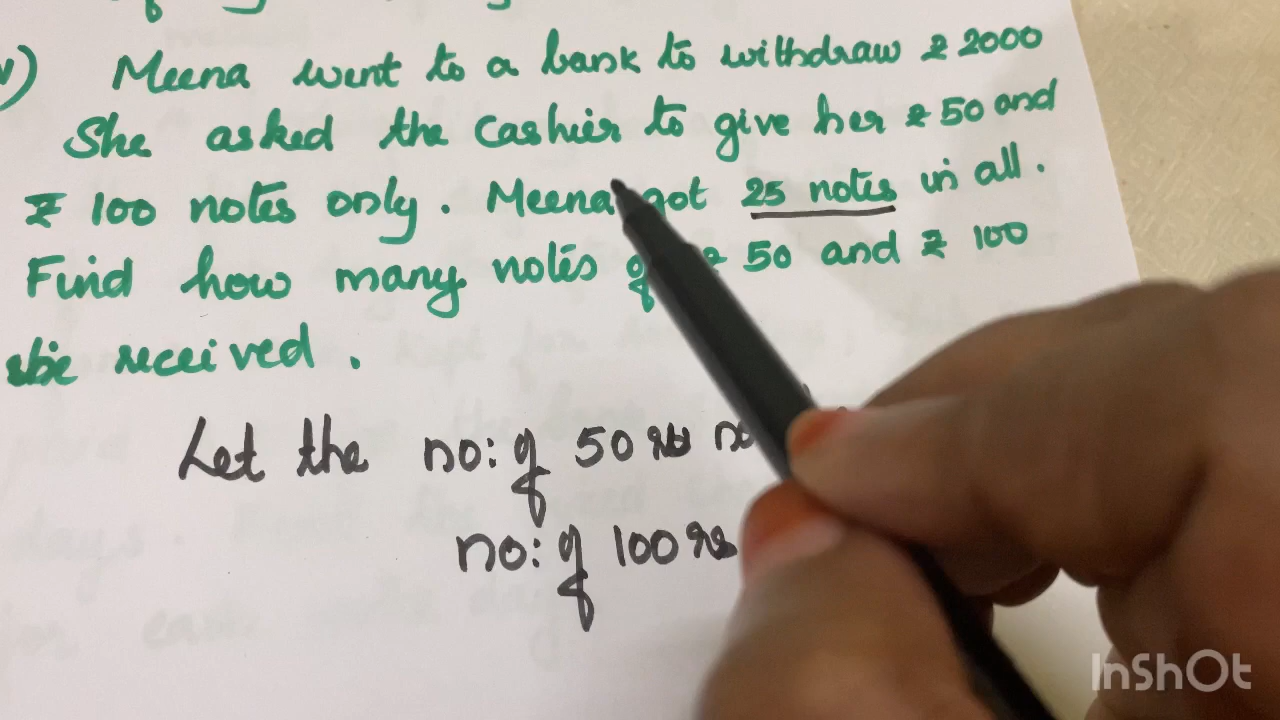 v) Meena went to a bank to withdraw ₹ 2000
She asked the cashier to give her ₹ 50 and
₹ 100 notes only. Meena got 25 notes in all.
Find how many notes of ₹ 50 and ₹ 100
she received.
Let the no: of 50 rs
no: of 100 rs
InShOt